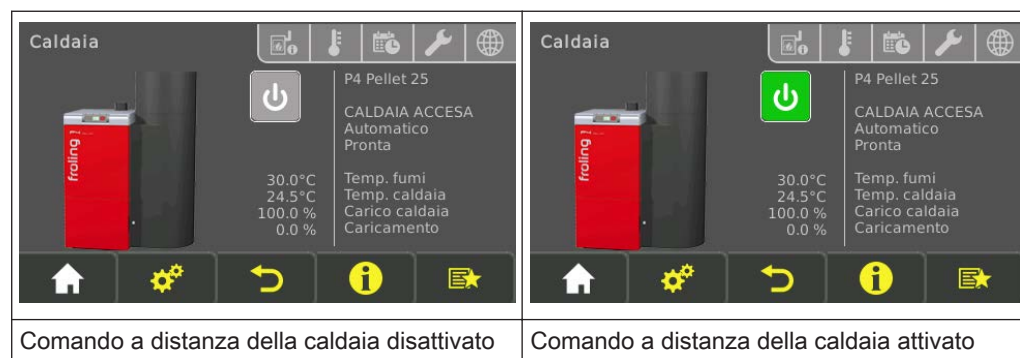 Caldaia
P4 Pellet 25
CALDAIA ACCESA
Automatico
Pronta
froling
30.0°C Temp. fumi
24.5°C Temp. caldaia
100.0 % Carico caldaia
0.0 % Caricamento
Comando a distanza della caldaia disattivato
Caldaia
P4 Pellet 25
CALDAIA ACCESA
Automatico
Pronta
froling
30.0°C Temp. fumi
24.5°C Temp. caldaia
100.0 % Carico caldaia
0.0 % Caricamento
Comando a distanza della caldaia attivato